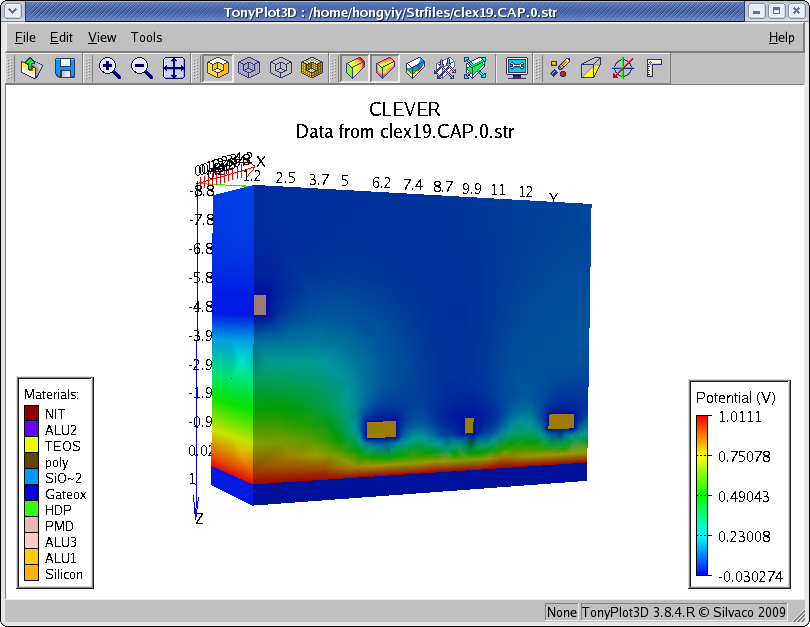 TonyPlot3D : /home/hongyiy/Strfiles/clex19.CAP.0.str
File Edit View Tools Help
CLEVER
Data from clex19.CAP.0.str
X
1.2 2.5 3.7 5 6.2 7.4 8.7 9.9 11 12 Y
-8.8
-7.8
-6.8
-5.8
-4.8
-3.9
-2.9
-1.9
-0.9
0.02
1
Z
Materials:
NIT
ALU2
TEOS
poly
SiO~2
Gateox
HDP
PMD
ALU3
ALU1
Silicon
Potential (V)
1.0111
0.75078
0.49043
0.23008
-0.030274
None TonyPlot3D 3.8.4.R © Silvaco 2009